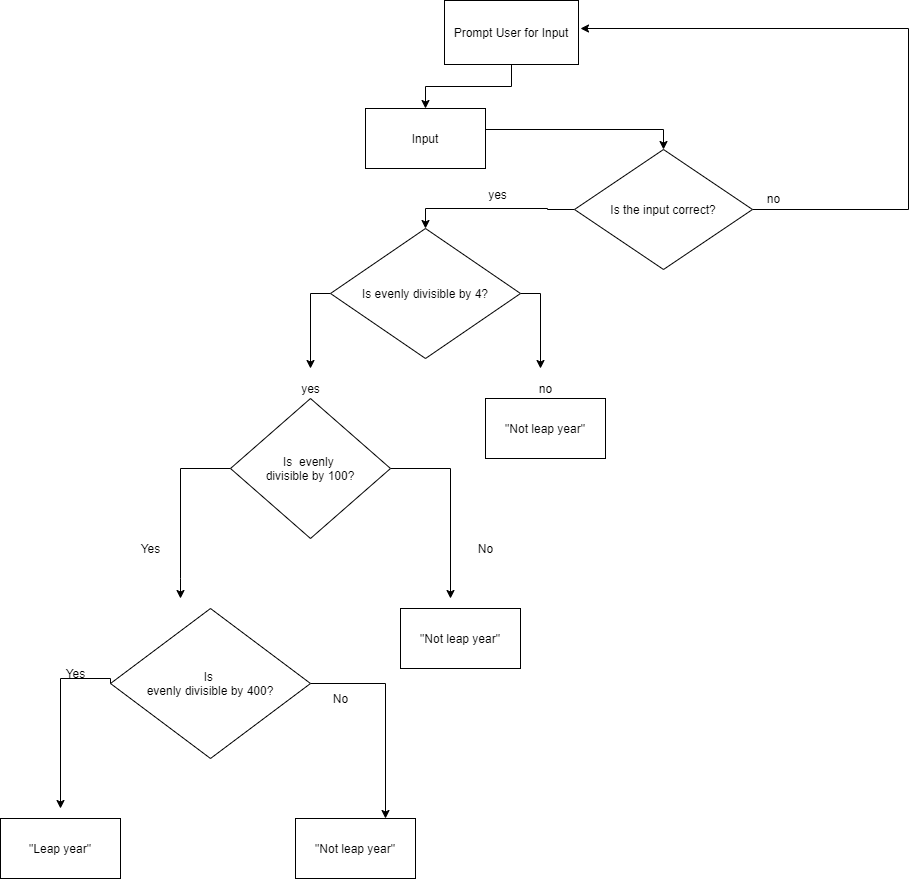 Prompt User for Input
Input
Is the input correct?
yes
no
Is evenly divisible by 4?
yes
no
"Not leap year"
Is  evenly
divisible by 100?
Yes
No
"Not leap year"
Is
evenly divisible by 400?
Yes
No
"Leap year"
"Not leap year"